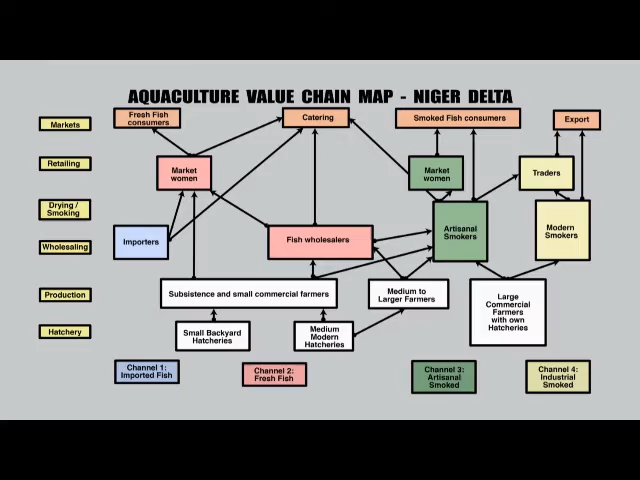 AQUACULTURE VALUE CHAIN MAP - NIGER DELTA
Markets
Fresh Fish
consumers
Catering
Smoked Fish consumers
Export
Retailing
Market
women
Market
women
Traders
Drying /
Smoking
Wholesaling
Importers
Fish wholesalers
Artisanal
Smokers
Modern
Smokers
Production
Subsistence and small commercial farmers
Medium to
Larger Farmers
Large
Commercial
Farmers
with own
Hatcheries
Hatchery
Small Backyard
Hatcheries
Medium
Modern
Hatcheries
Channel 1:
Imported Fish
Channel 2:
Fresh Fish
Channel 3:
Artisanal
Smoked
Channel 4:
Industrial
Smoked